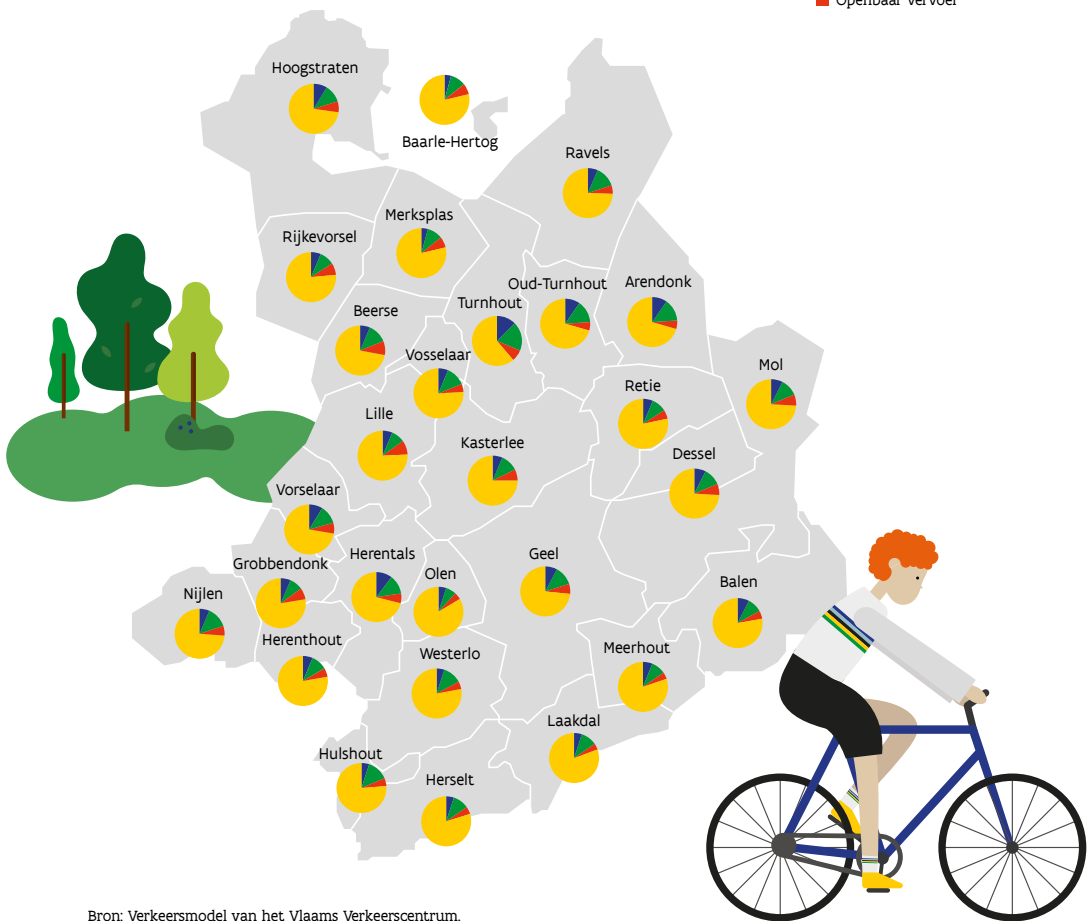 Openbaar vervoer
Hoogstraten
Baarle-Hertog
Ravels
Merksplas
Rijkevorsel
Oud-Turnhout
Arendonk
Turnhout
Beerse
Vosselaar
Mol
Retie
Lille
Kasterlee
Dessel
Vorselaar
Herentals
Geel
Grobbendonk
Olen
Balen
Nijlen
Herenthout
Meerhout
Westerlo
Laakdal
Hulshout
Herselt
Bron: Verkeersmodel van het Vlaams Verkeerscentrum.